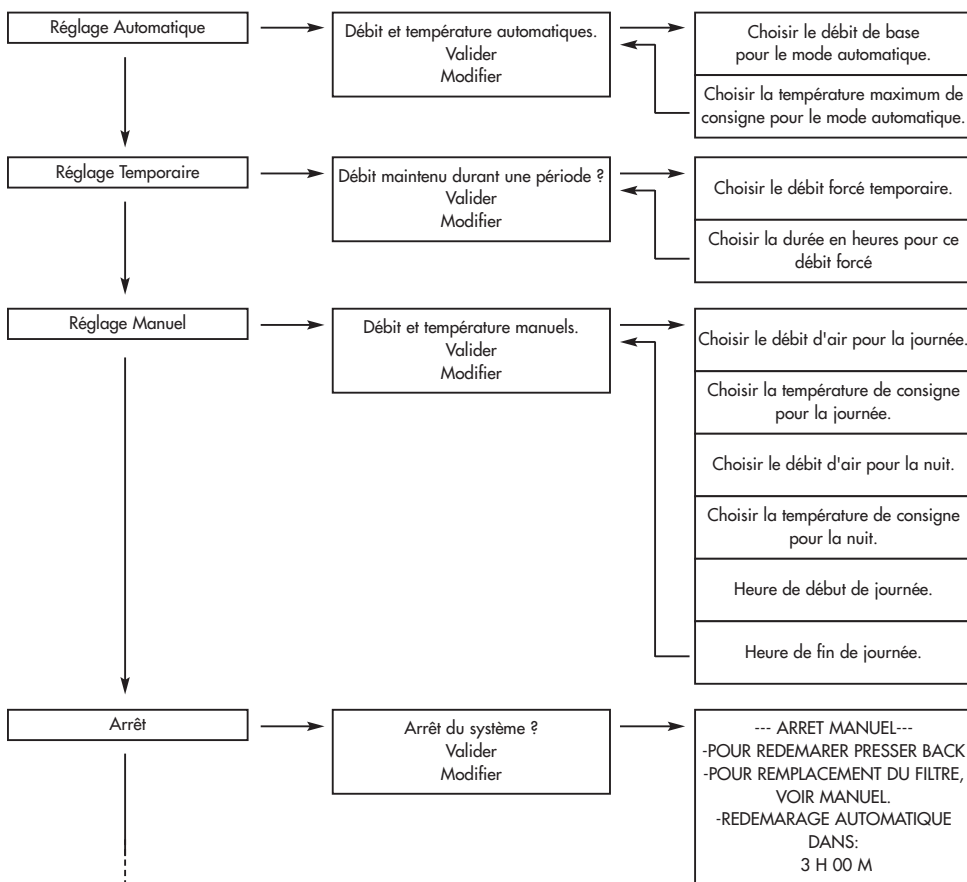 Réglage Automatique
Débit et température automatiques.
Valider
Modifier
Choisir le débit de base
pour le mode automatique.
Choisir la température maximum de
consigne pour le mode automatique.
Réglage Temporaire
Débit maintenu durant une période ?
Valider
Modifier
Choisir le débit forcé temporaire.
Choisir la durée en heures pour ce
débit forcé
Réglage Manuel
Débit et température manuels.
Valider
Modifier
Choisir le débit d'air pour la journée.
Choisir la température de consigne
pour la journée.
Choisir le débit d'air pour la nuit.
Choisir la température de consigne
pour la nuit.
Heure de début de journée.
Heure de fin de journée.
Arrêt
Arrêt du système ?
Valider
Modifier
--- ARRET MANUEL---
-POUR REDEMARER PRESSER BACK
-POUR REMPLACEMENT DU FILTRE,
VOIR MANUEL.
-REDEMARAGE AUTOMATIQUE
DANS:
3 H 00 M